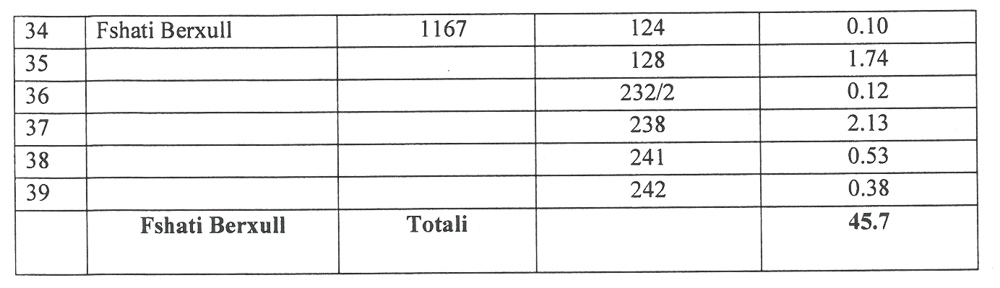 34 Fshati Berxull 1167 124 0.10
35 128 1.74
36 232/2 0.12
37 238 2.13
38 241 0.53
39 242 0.38
Fshati Berxull Totali 45.7